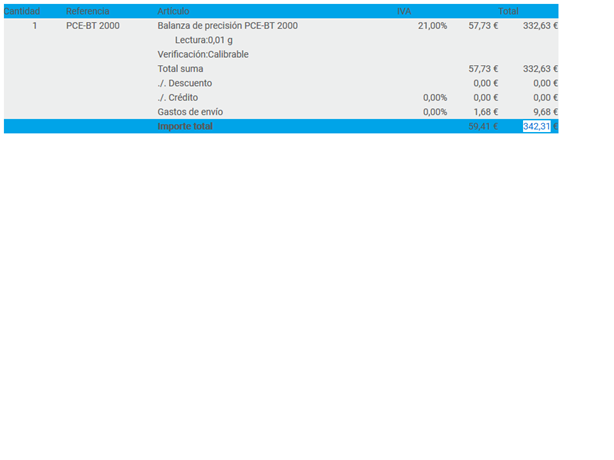 Cantidad Referencia Artículo IVA Total
1 PCE-BT 2000 Balanza de precisión PCE-BT 2000 21,00% 57,73 € 332,63 €
Lectura:0,01 g
Verificación:Calibrable
Total suma 57,73 € 332,63 €
./. Descuento 0,00 € 0,00 €
./. Crédito 0,00% 0,00 € 0,00 €
Gastos de envío 0,00% 1,68 € 9,68 €
Importe total 59,41 € 342,31 €